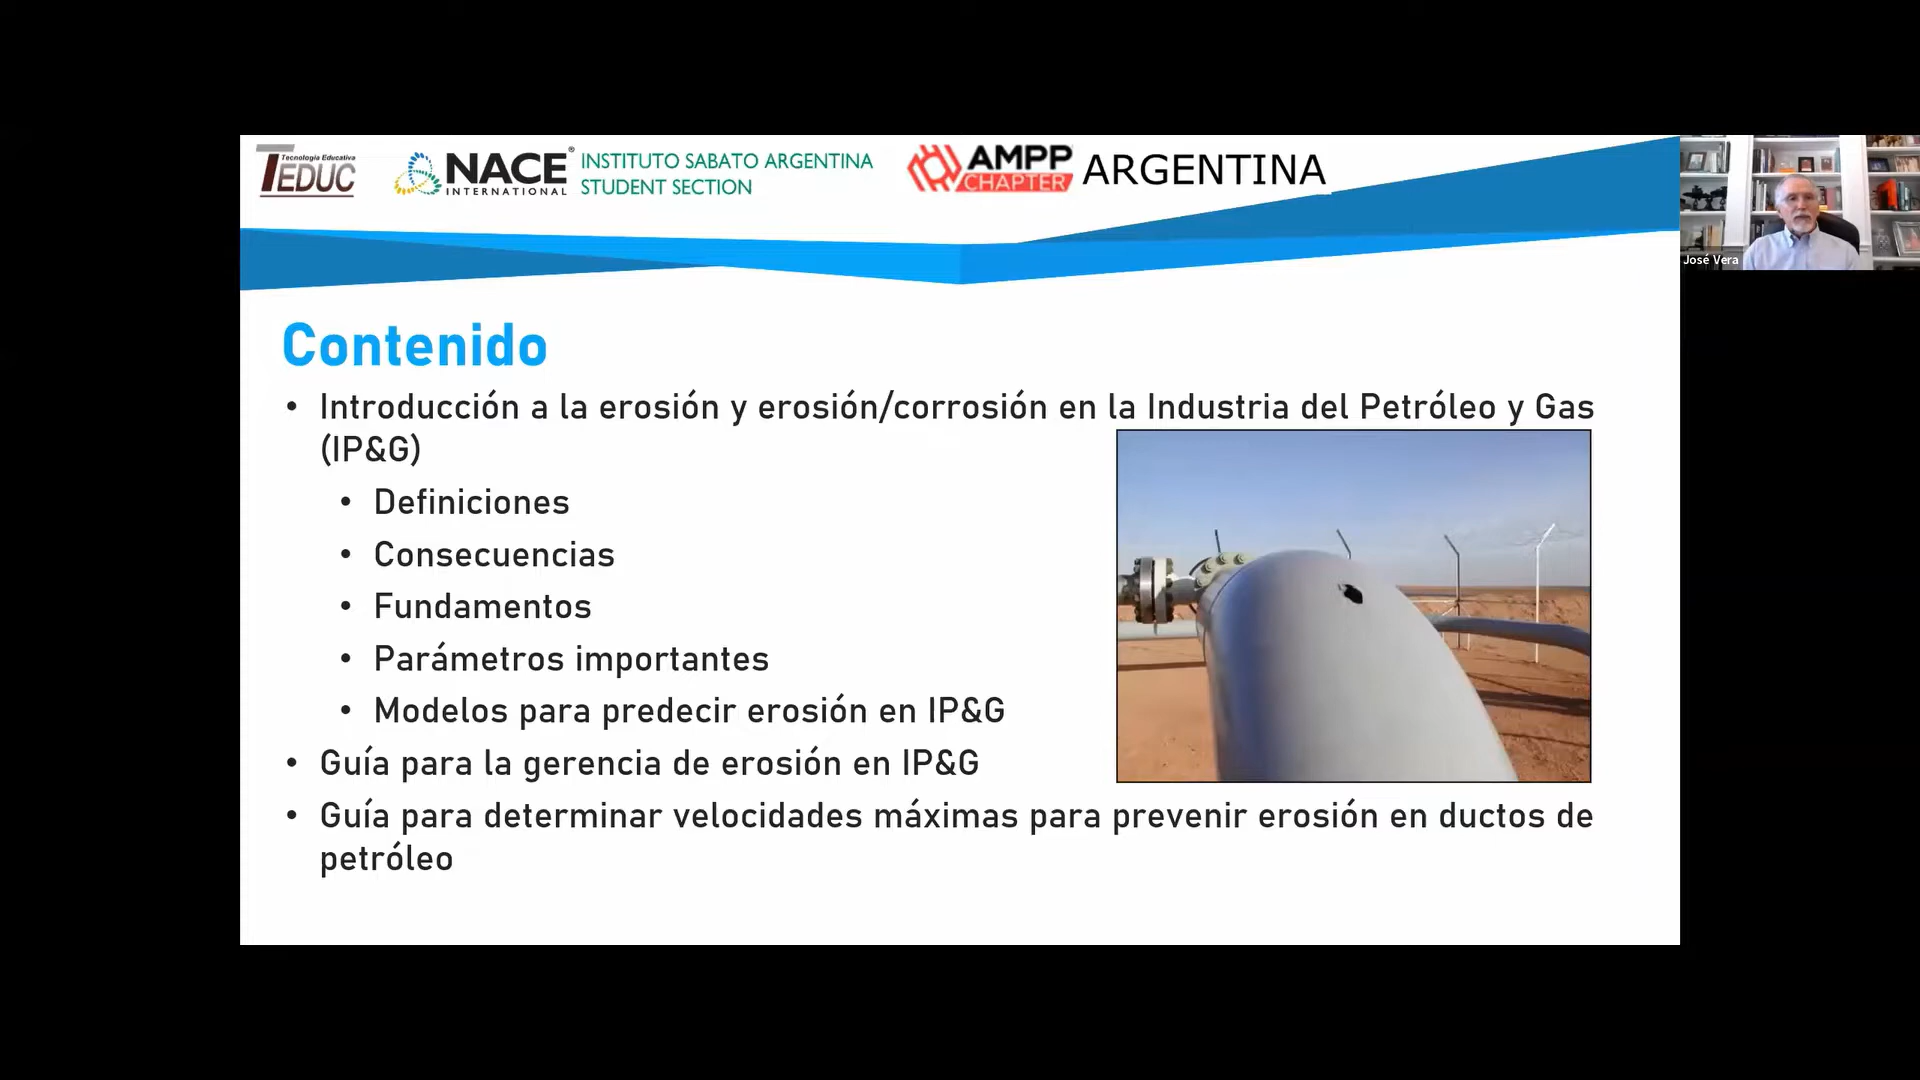 Tecnología Educativa
TEDUC
NACE®
INTERNATIONAL
INSTITUTO SABATO ARGENTINA
STUDENT SECTION
AMPP
CHAPTER
ARGENTINA
José Vera
Contenido
• Introducción a la erosión y erosión/corrosión en la Industria del Petróleo y Gas
(IP&G)
• Definiciones
• Consecuencias
• Fundamentos
• Parámetros importantes
• Modelos para predecir erosión en IP&G
• Guía para la gerencia de erosión en IP&G
• Guía para determinar velocidades máximas para prevenir erosión en ductos de
petróleo